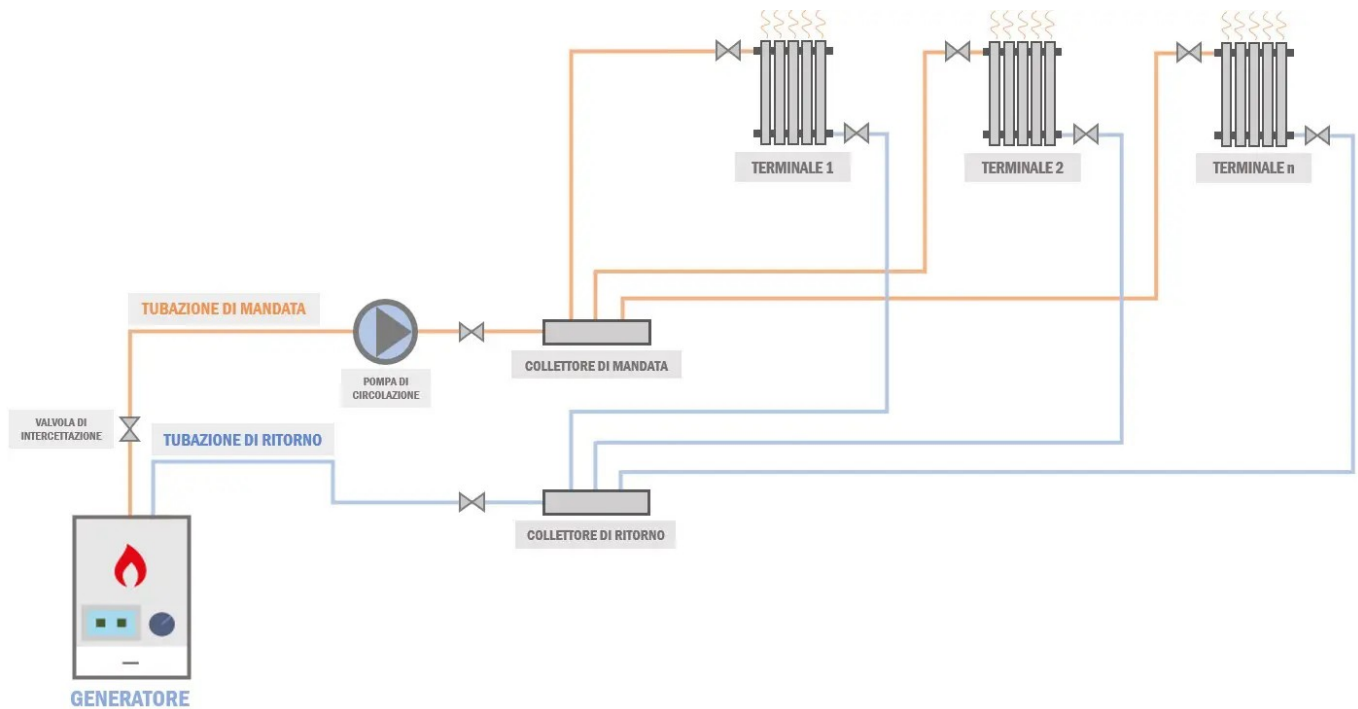 TERMINALE 1
TERMINALE 2
TERMINALE n
TUBAZIONE DI MANDATA
POMPA DI
CIRCOLAZIONE
COLLETTORE DI MANDATA
VALVOLA DI
INTERCETTAZIONE
TUBAZIONE DI RITORNO
COLLETTORE DI RITORNO
GENERATORE